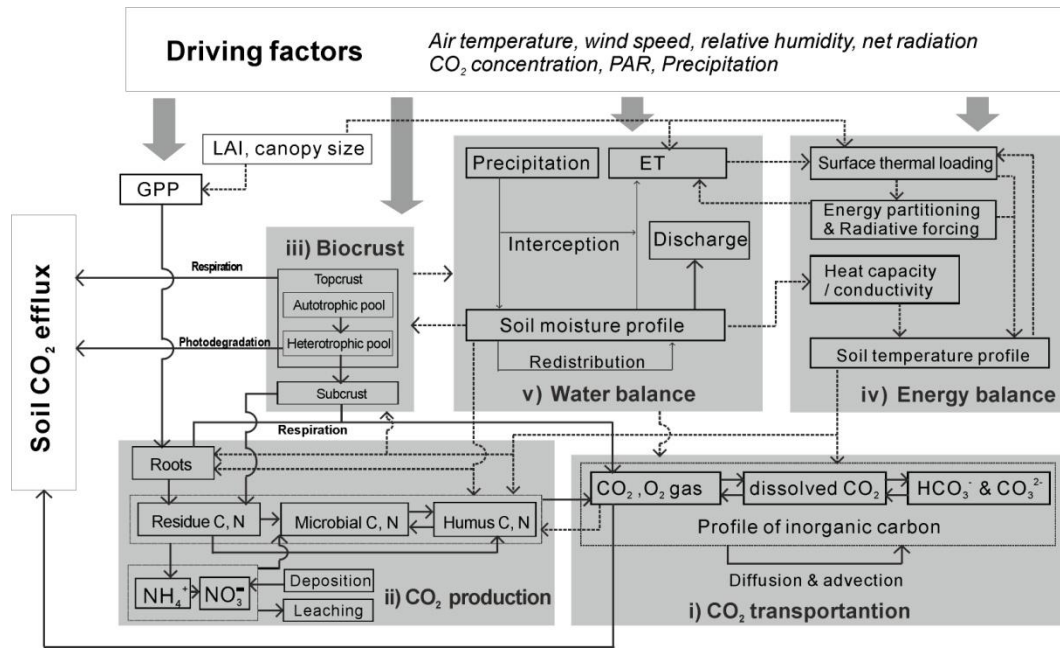 Driving factors
Air temperature, wind speed, relative humidity, net radiation
CO₂ concentration, PAR, Precipitation
LAI, canopy size
GPP
Soil CO₂ efflux
Respiration
Photodegradation
iii) Biocrust
Topcrust
Autotrophic pool
Heterotrophic pool
Subcrust
Respiration
Precipitation
ET
Interception
Discharge
Soil moisture profile
Redistribution
v) Water balance
Surface thermal loading
Energy partitioning
& Radiative forcing
Heat capacity
/ conductivity
Soil temperature profile
iv) Energy balance
Roots
Residue C, N
Microbial C, N
Humus C, N
NH₄⁺
NO₃⁻
Deposition
Leaching
ii) CO₂ production
CO₂ ,O₂ gas
dissolved CO₂
HCO₃⁻ & CO₃²⁻
Profile of inorganic carbon
Diffusion & advection
i) CO₂ transportantion